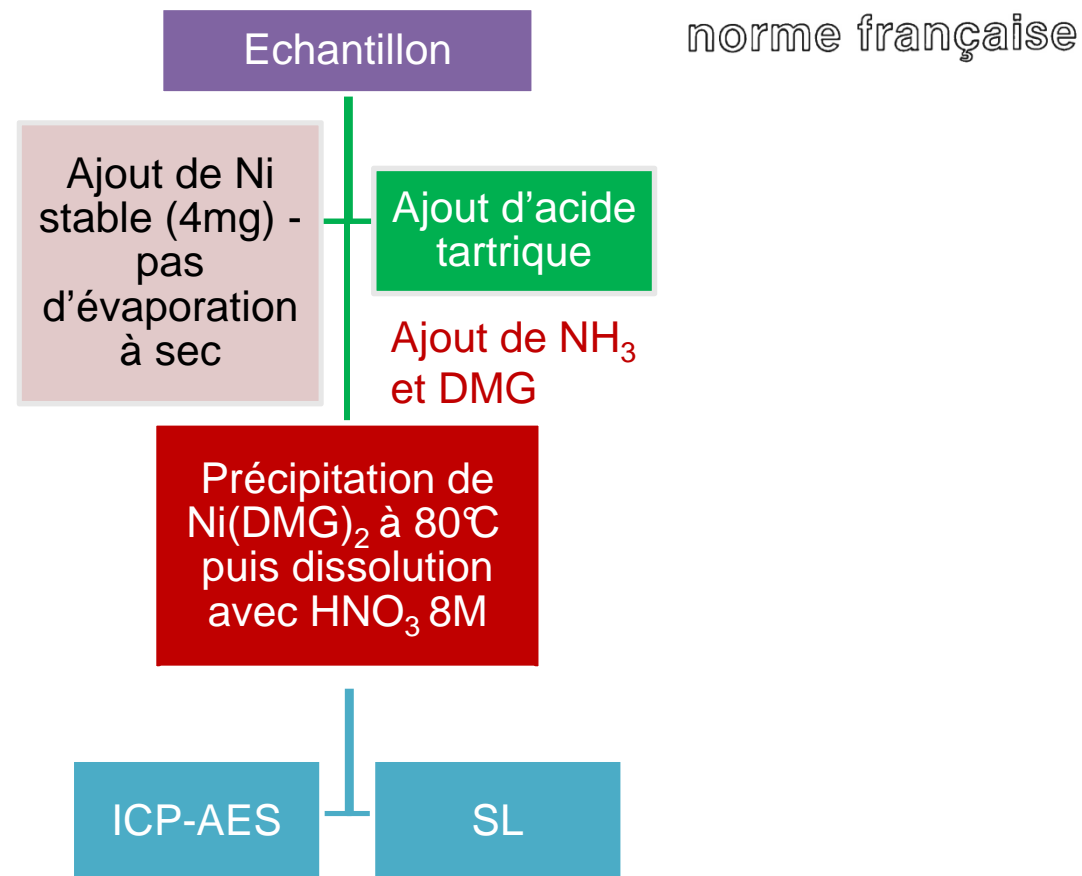 Echantillon
norme française
Ajout de Ni
stable (4mg) -
pas
d’évaporation
à sec
Ajout d’acide
tartrique
Ajout de NH₃
et DMG
Précipitation de
Ni(DMG)₂ à 80°C
puis dissolution
avec HNO₃ 8M
ICP-AES
SL